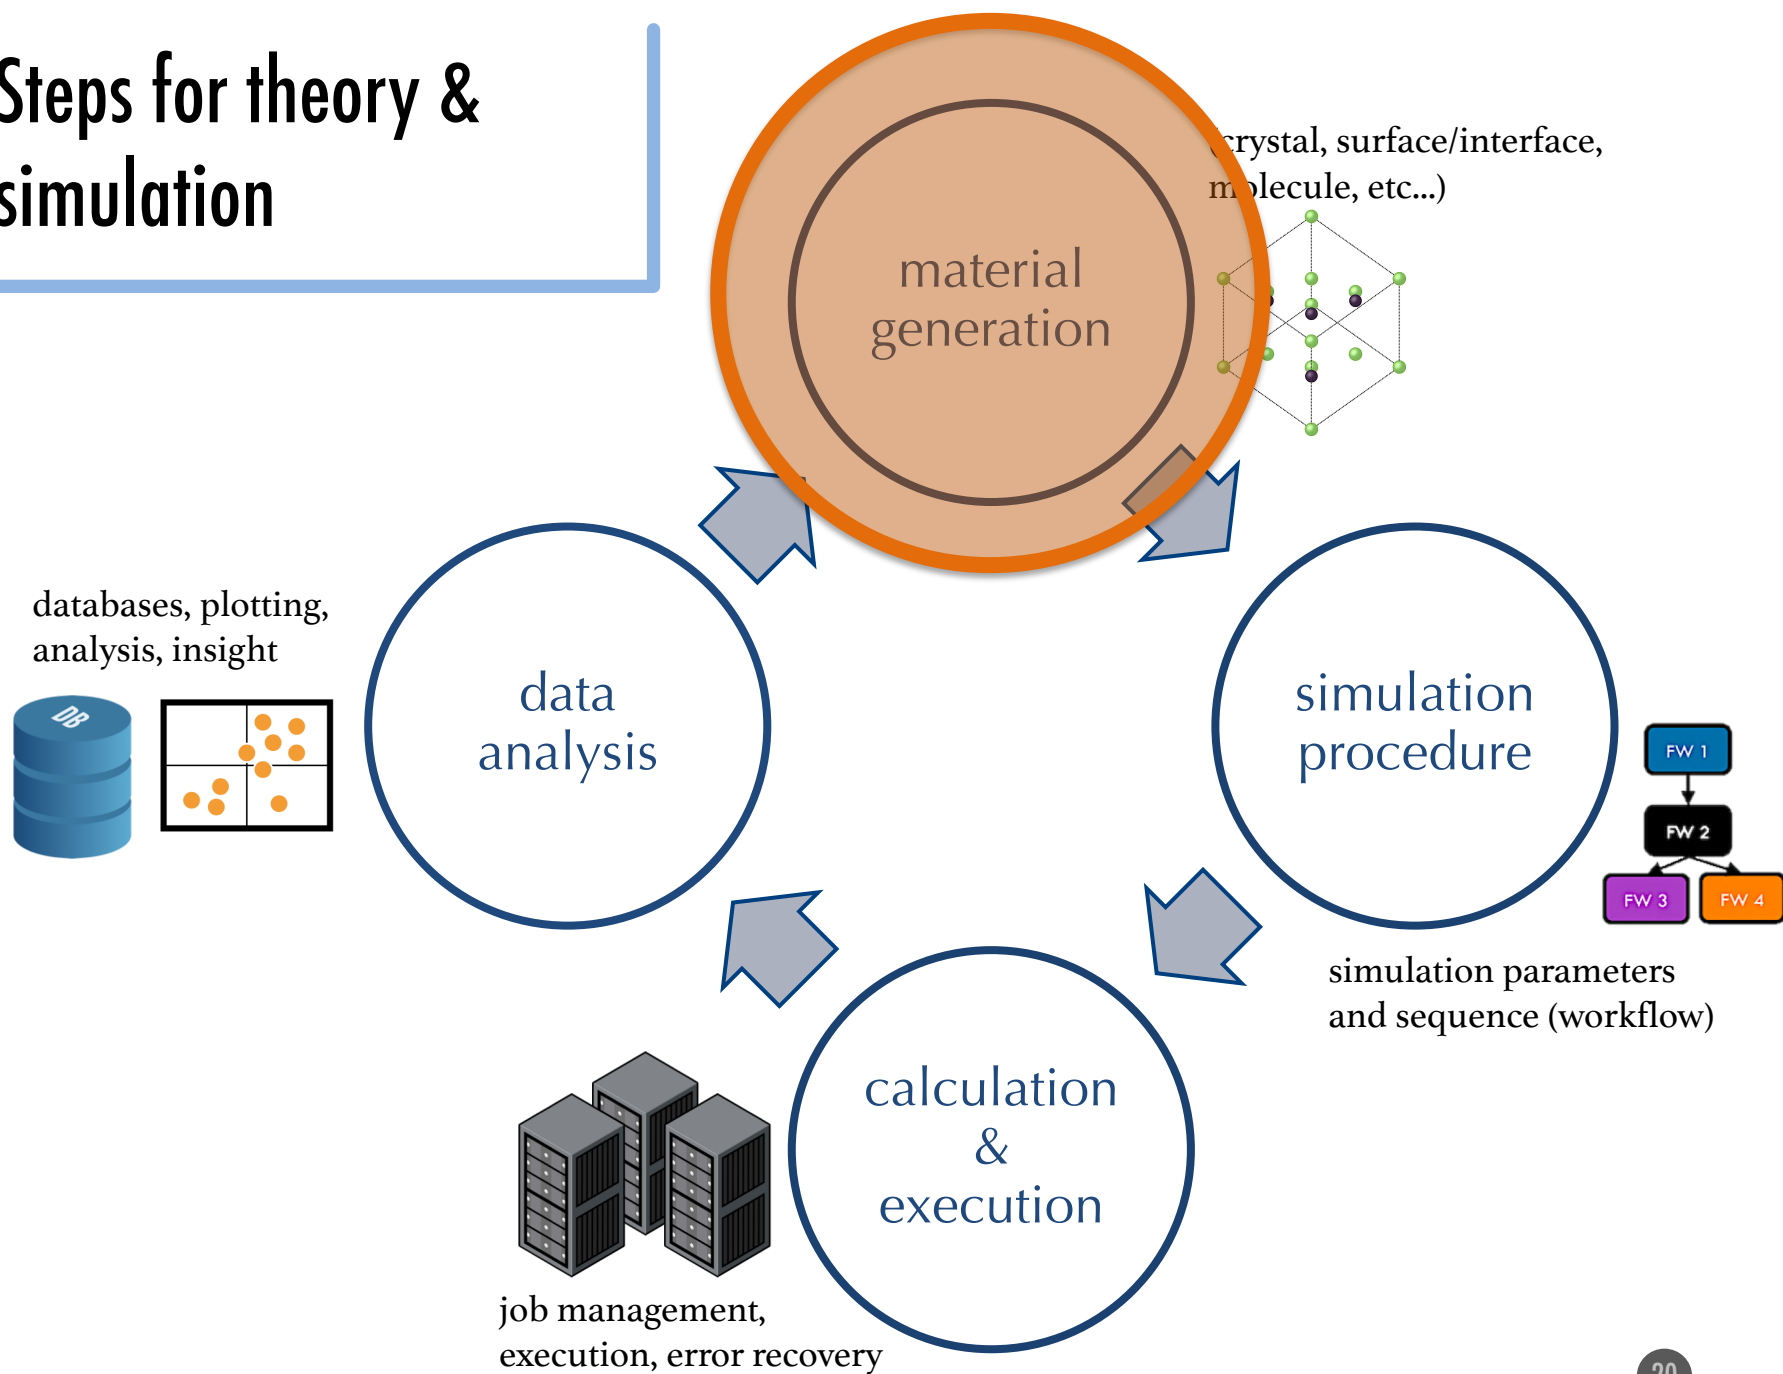 Steps for theory &
simulation
(crystal, surface/interface,
molecule, etc...)
material
generation
databases, plotting,
analysis, insight
DB
data
analysis
simulation
procedure
FW 1
FW 2
FW 3
FW 4
simulation parameters
and sequence (workflow)
calculation
&
execution
job management,
execution, error recovery